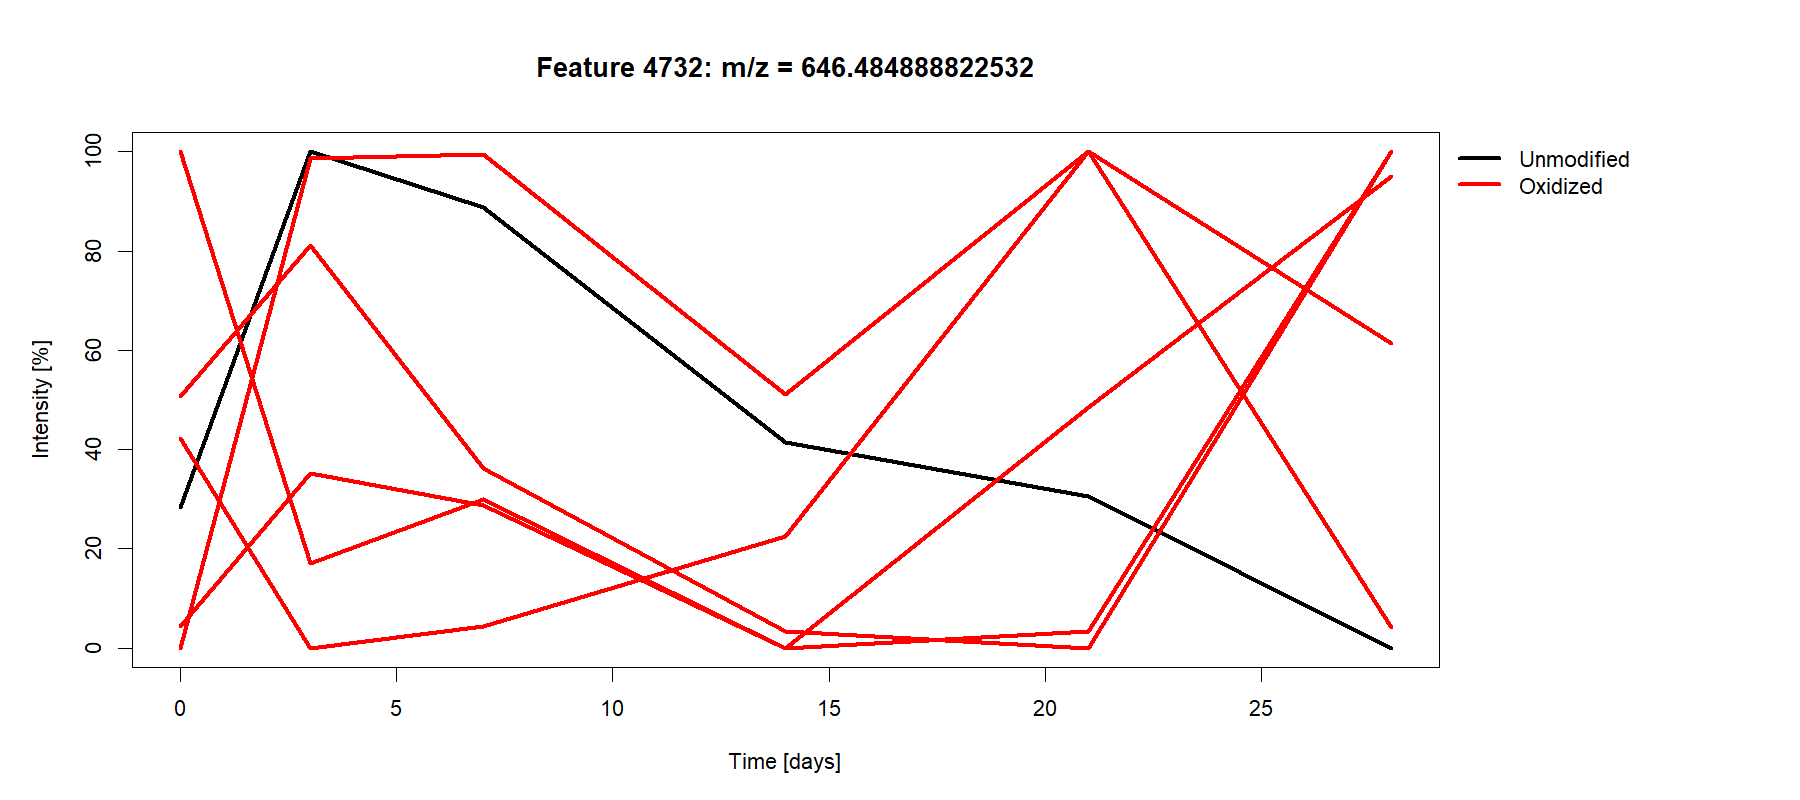 Feature 4732: m/z = 646.484888822532
Unmodified
Oxidized
Intensity [%]
100
80
60
40
20
0
0 5 10 15 20 25
Time [days]